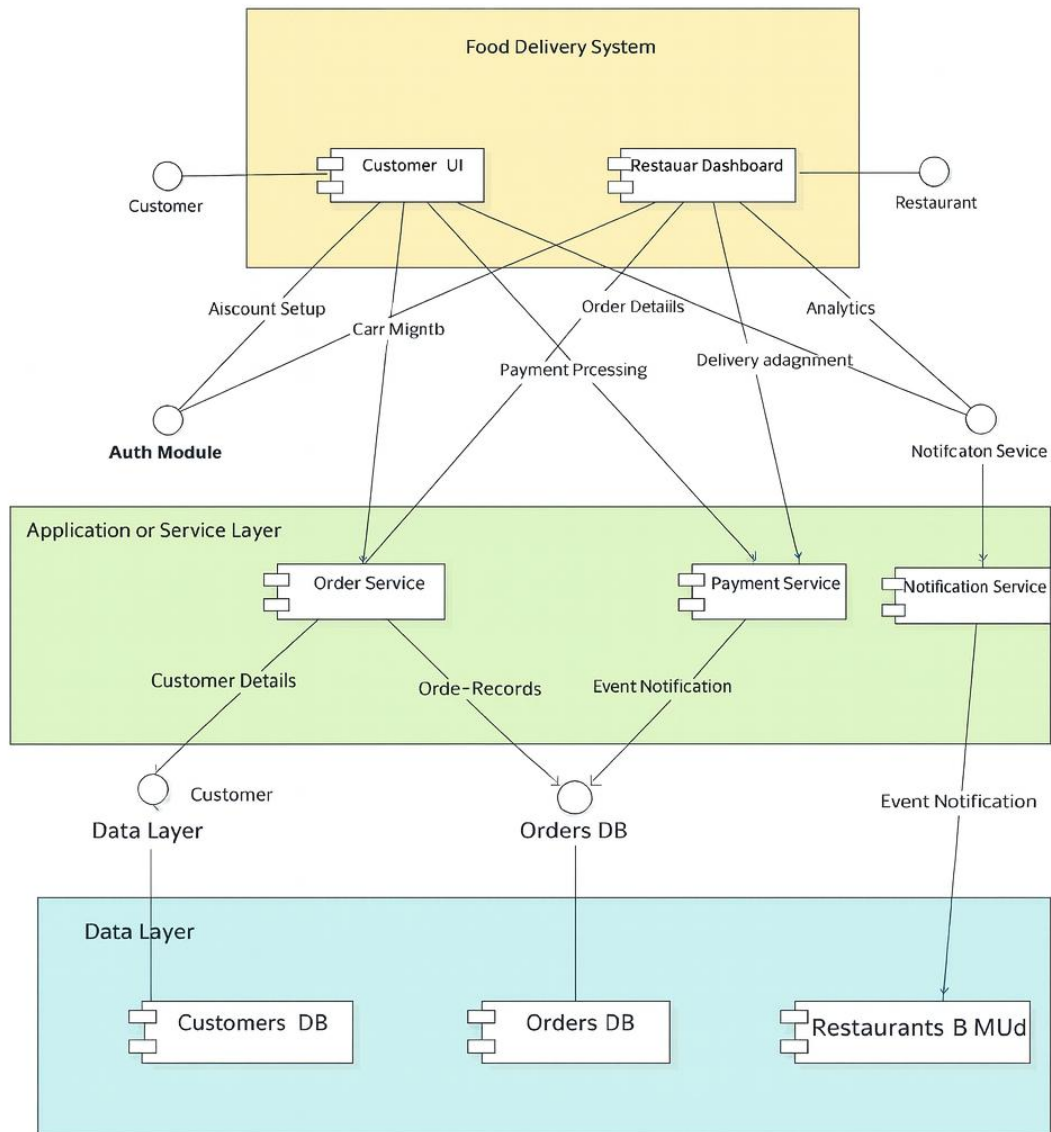 Food Delivery System
Customer UI
Restauar Dashboard
Customer
Restaurant
Aiscount Setup
Carr Migntb
Order Detaiils
Analytics
Payment Prcessing
Delivery adagnment
Auth Module
Notifcaton Sevice
Application or Service Layer
Order Service
Payment Service
Notification Service
Customer Details
Orde-Records
Event Notification
Customer
Data Layer
Orders DB
Event Notification
Data Layer
Customers DB
Orders DB
Restaurants B MUd